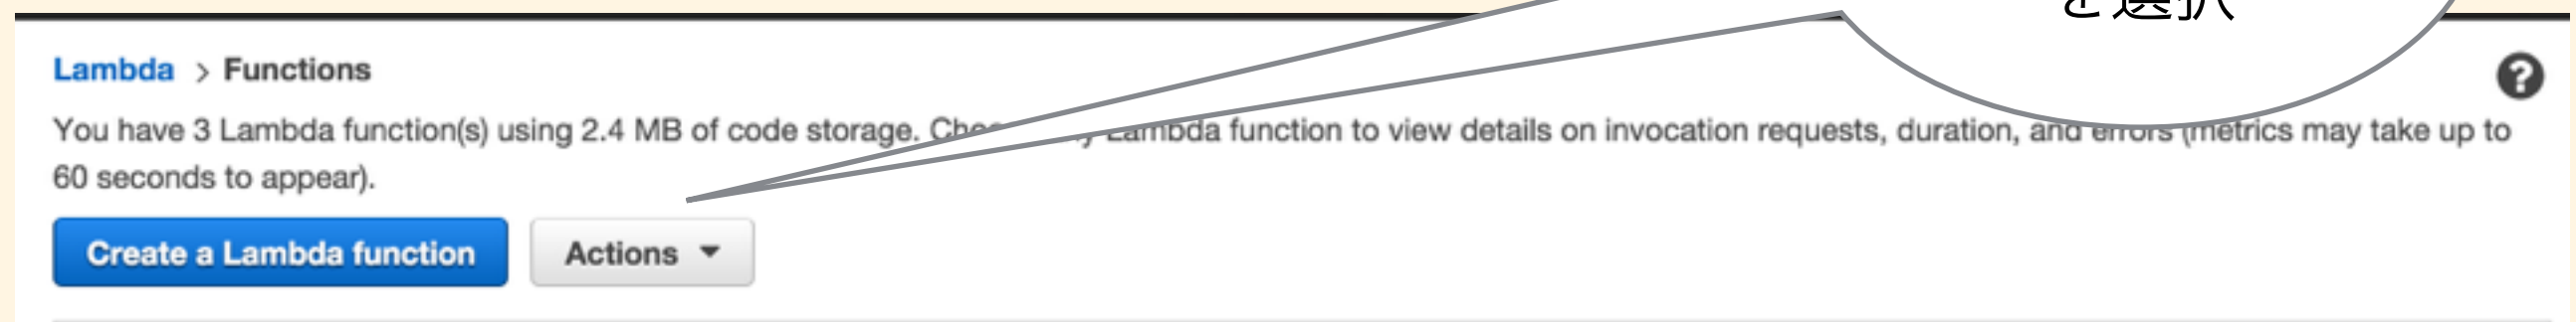 を選択
Lambda > Functions
You have 3 Lambda function(s) using 2.4 MB of code storage. Lambda function to view details on invocation requests, duration, and errors (metrics may take up to
60 seconds to appear).
Create a Lambda function
Actions